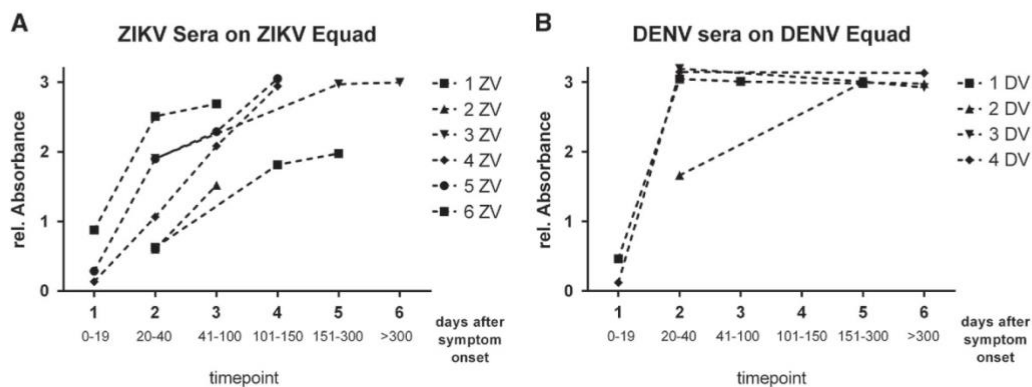 A
ZIKV Sera on ZIKV Equad
rel. Absorbance
3
2
1
0
1 2 3 4 5 6
0-19 20-40 41-100 101-150 151-300 >300
days after
symptom
onset
timepoint
1 ZV
2 ZV
3 ZV
4 ZV
5 ZV
6 ZV
B
DENV sera on DENV Equad
rel. Absorbance
3
2
1
0
1 2 3 4 5 6
0-19 20-40 41-100 101-150 151-300 >300
days after
symptom
onset
timepoint
1 DV
2 DV
3 DV
4 DV